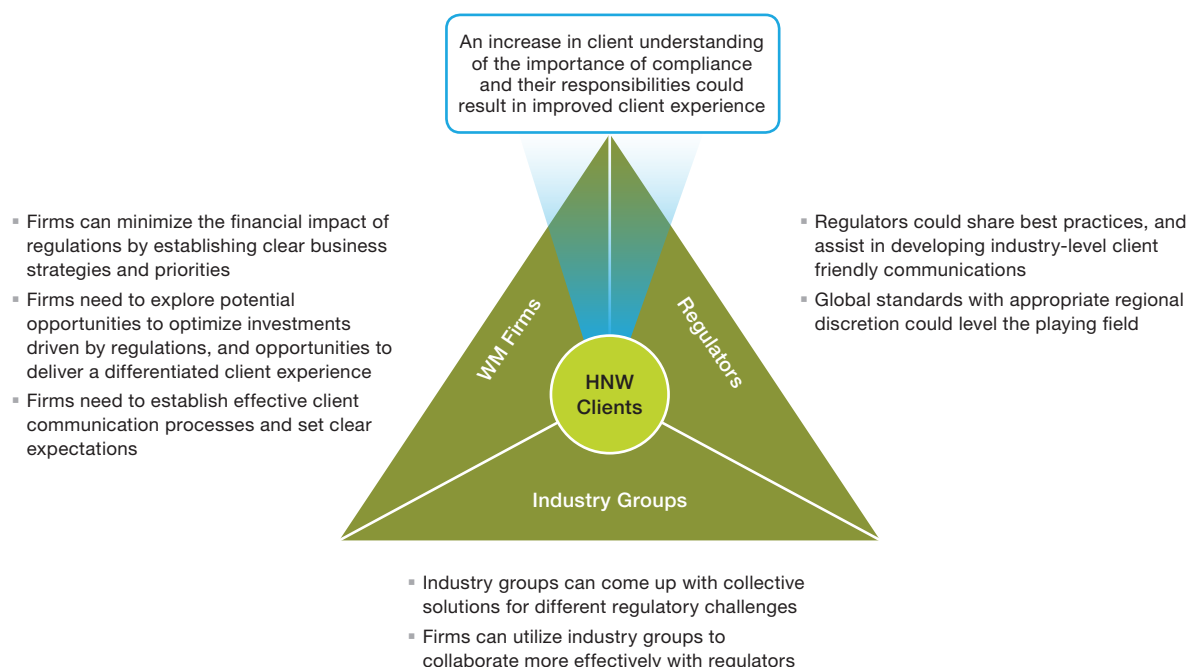 An increase in client understanding
of the importance of compliance
and their responsibilities could
result in improved client experience
▪ Firms can minimize the financial impact of
regulations by establishing clear business
strategies and priorities
▪ Firms need to explore potential
opportunities to optimize investments
driven by regulations, and opportunities to
deliver a differentiated client experience
▪ Firms need to establish effective client
communication processes and set clear
expectations
WM Firms
Regulators
HNW
Clients
Industry Groups
▪ Regulators could share best practices, and
assist in developing industry-level client
friendly communications
▪ Global standards with appropriate regional
discretion could level the playing field
▪ Industry groups can come up with collective
solutions for different regulatory challenges
▪ Firms can utilize industry groups to
collaborate more effectively with regulators